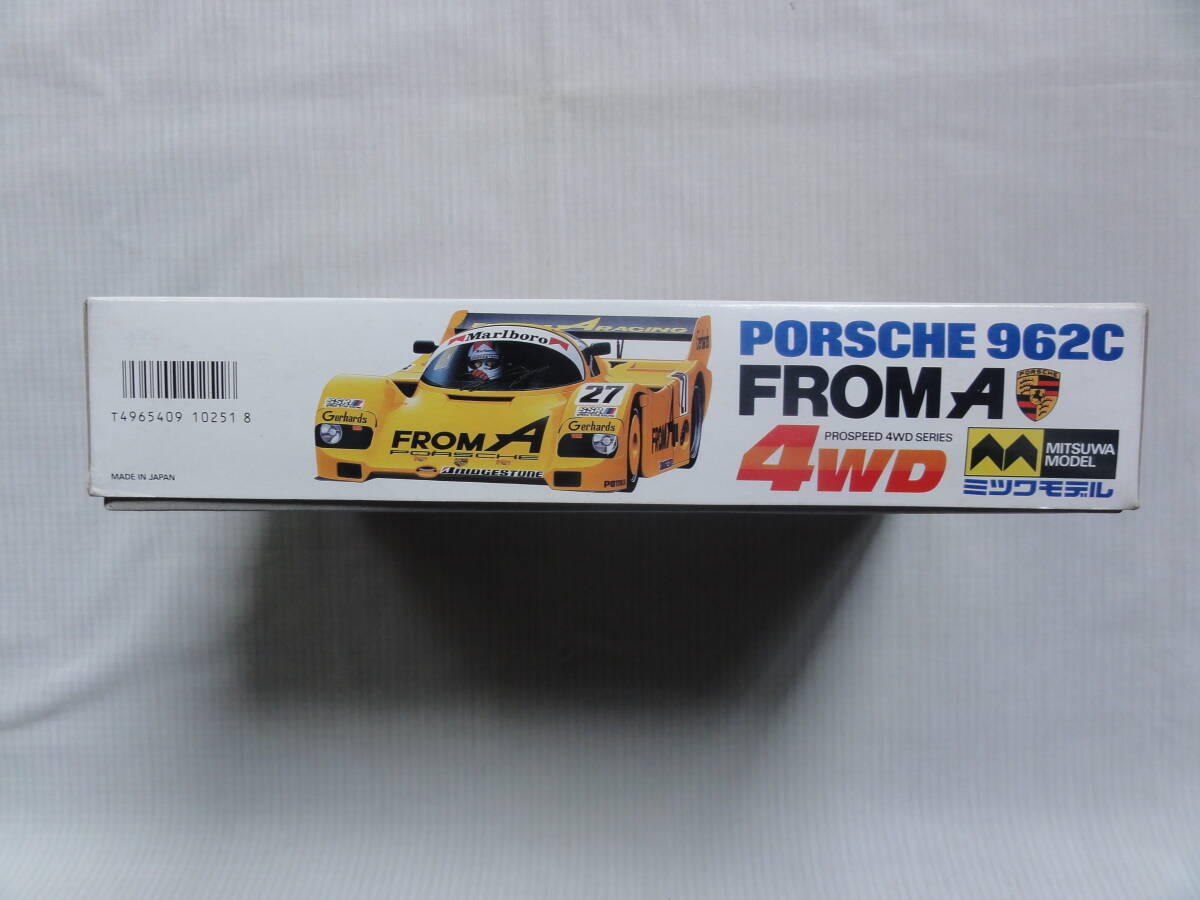 T4965409 10251 8
MADE IN JAPAN
A RACING
Marlboro
27
Gerhards
Gerhards
FROM A
PORSCHE
BRIDGESTONE
PORSCHE 962C
FROM A
PORSCHE
4WD
PROSPEED 4WD SERIES
MITSUWA
MODEL
ミツワモデル